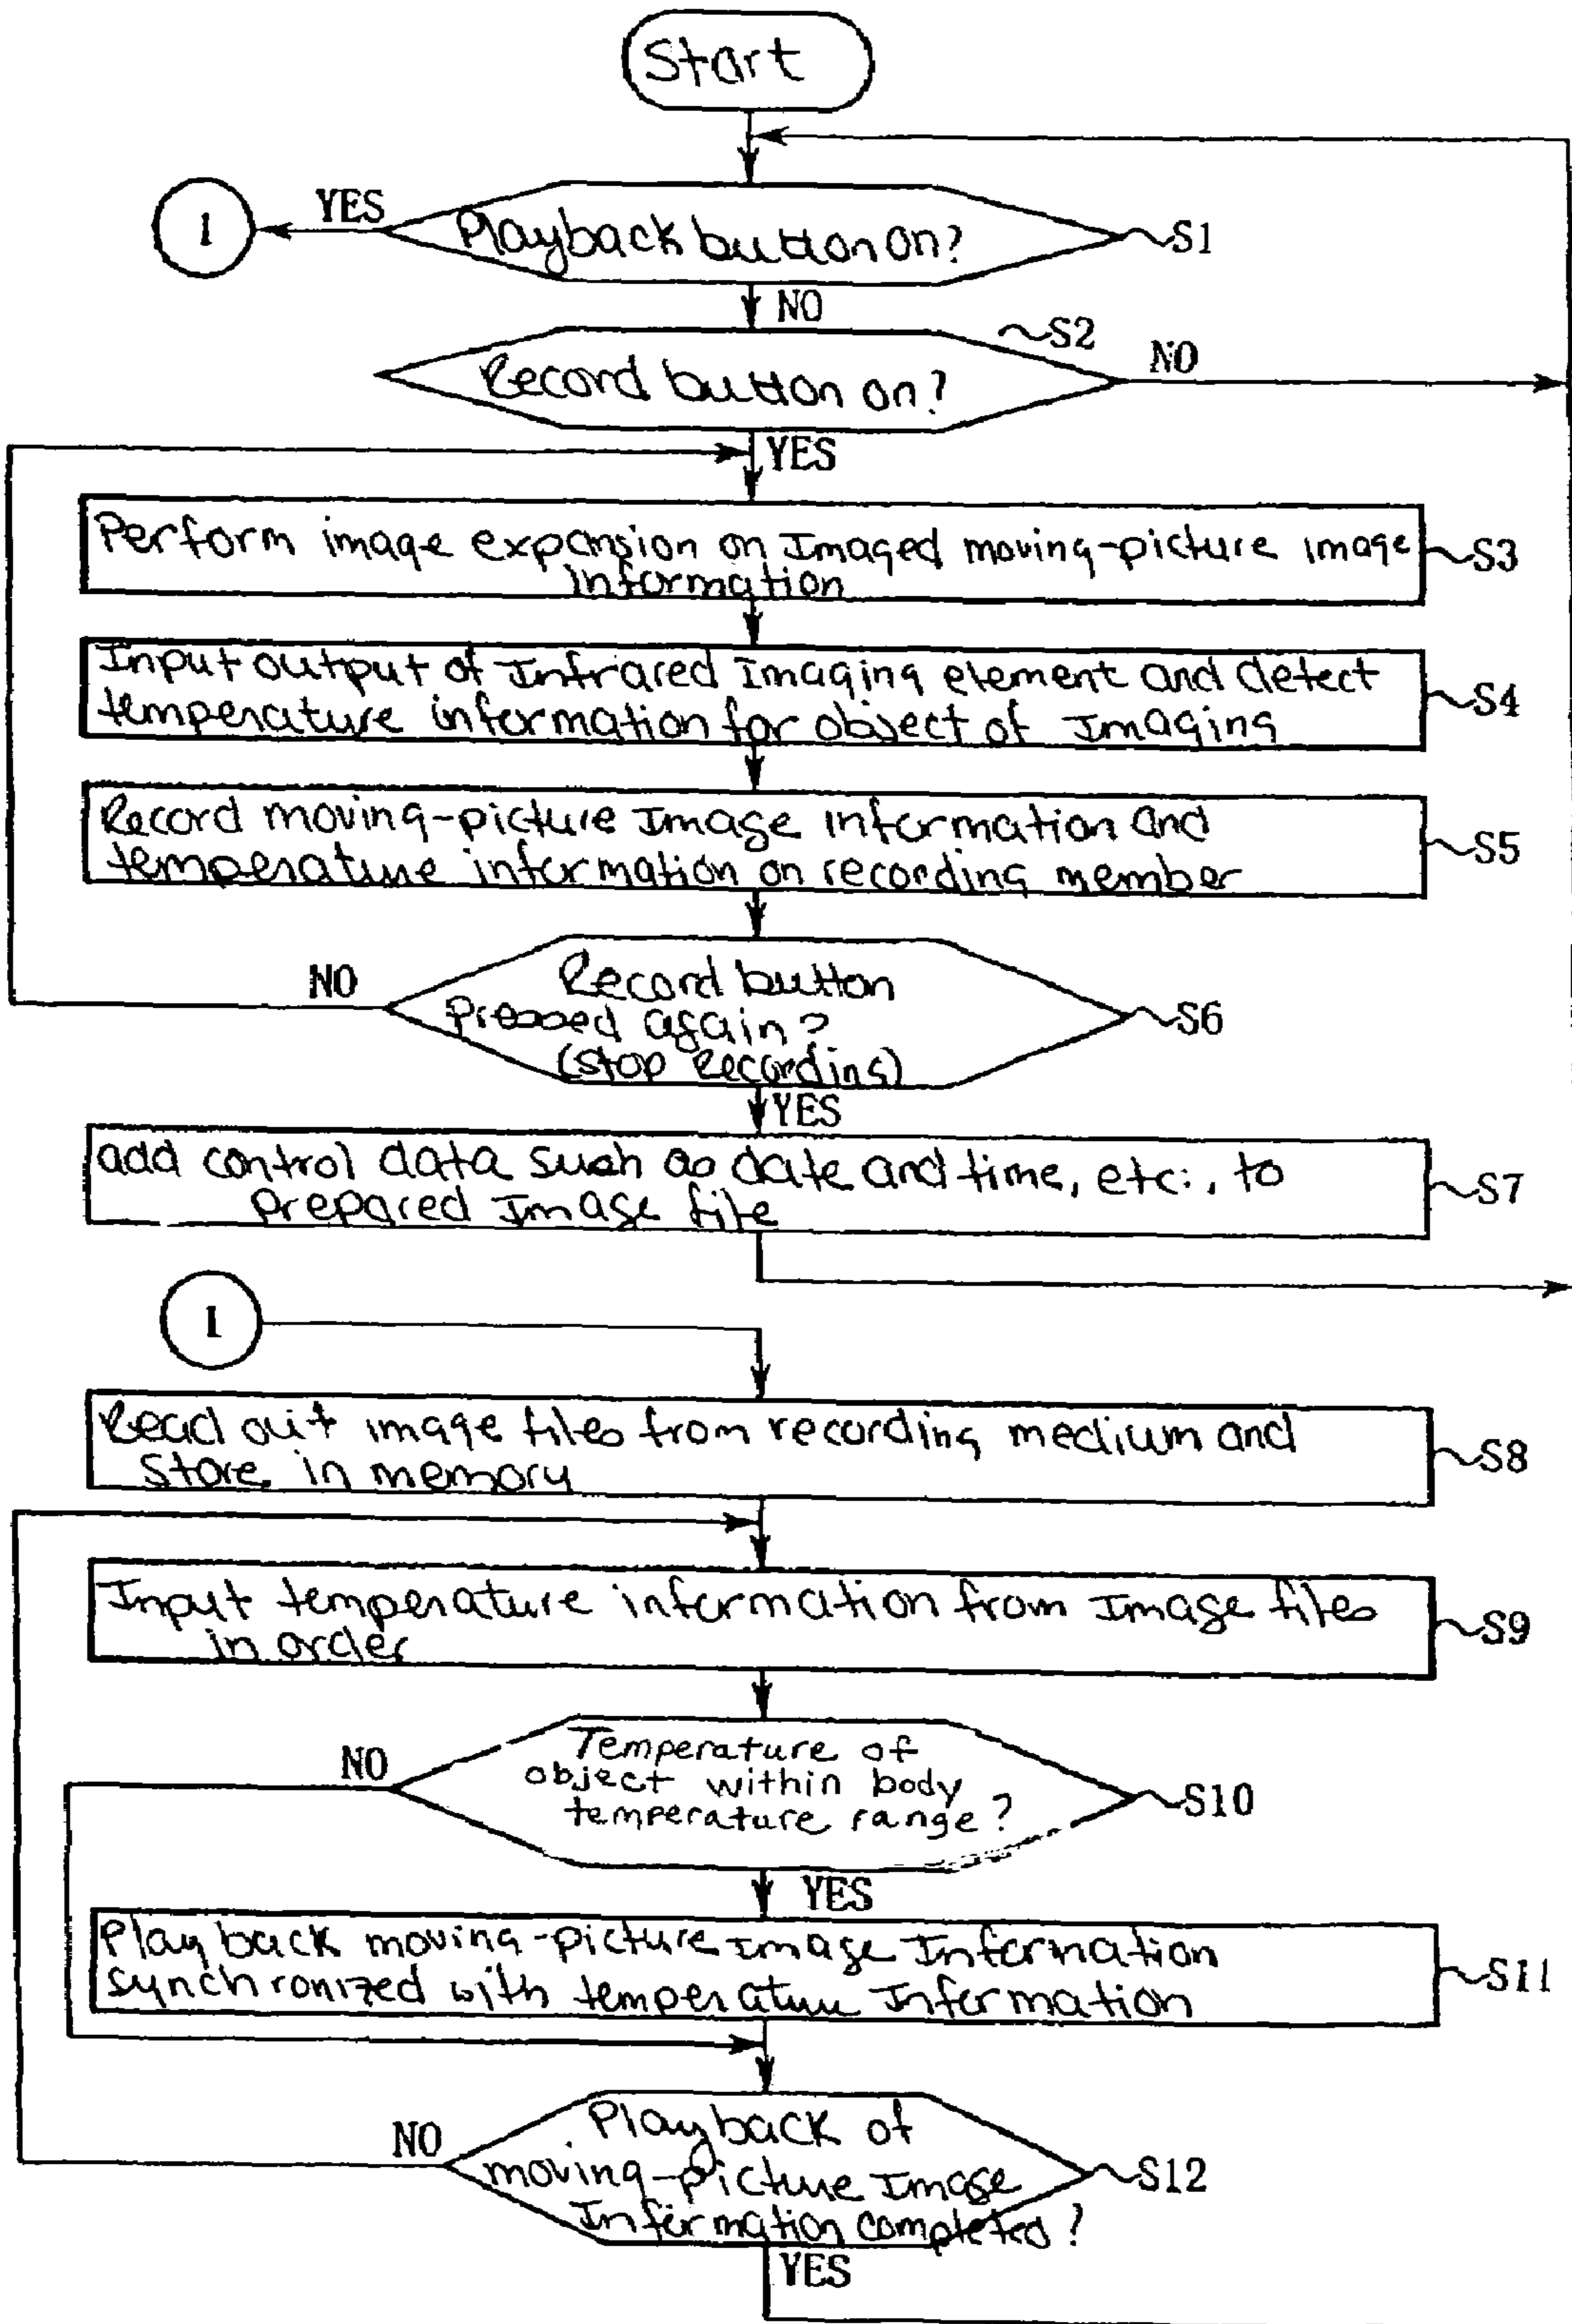 Start
1
YES
Playback button on?
S1
NO
S2
Record button on?
NO
YES
Perform image expansion on Imaged moving-picture image
information
S3
Input output of Infrared Imaging element and detect
temperature information for object of Imaging
S4
Record moving-picture Image Information and
temperature information on recording member
S5
NO
Record button
Pressed again?
(stop Recording)
S6
YES
add control data such as date and time, etc., to
prepared Image file
S7
1
Read out image files from recording medium and
store in memory
S8
Input temperature information from Image files
in order
S9
NO
Temperature of
object within body
temperature range?
S10
YES
Playback moving-picture Image Information
synchronized with temperature Information
S11
NO
Playback of
moving-picture Image
Information completed?
S12
YES